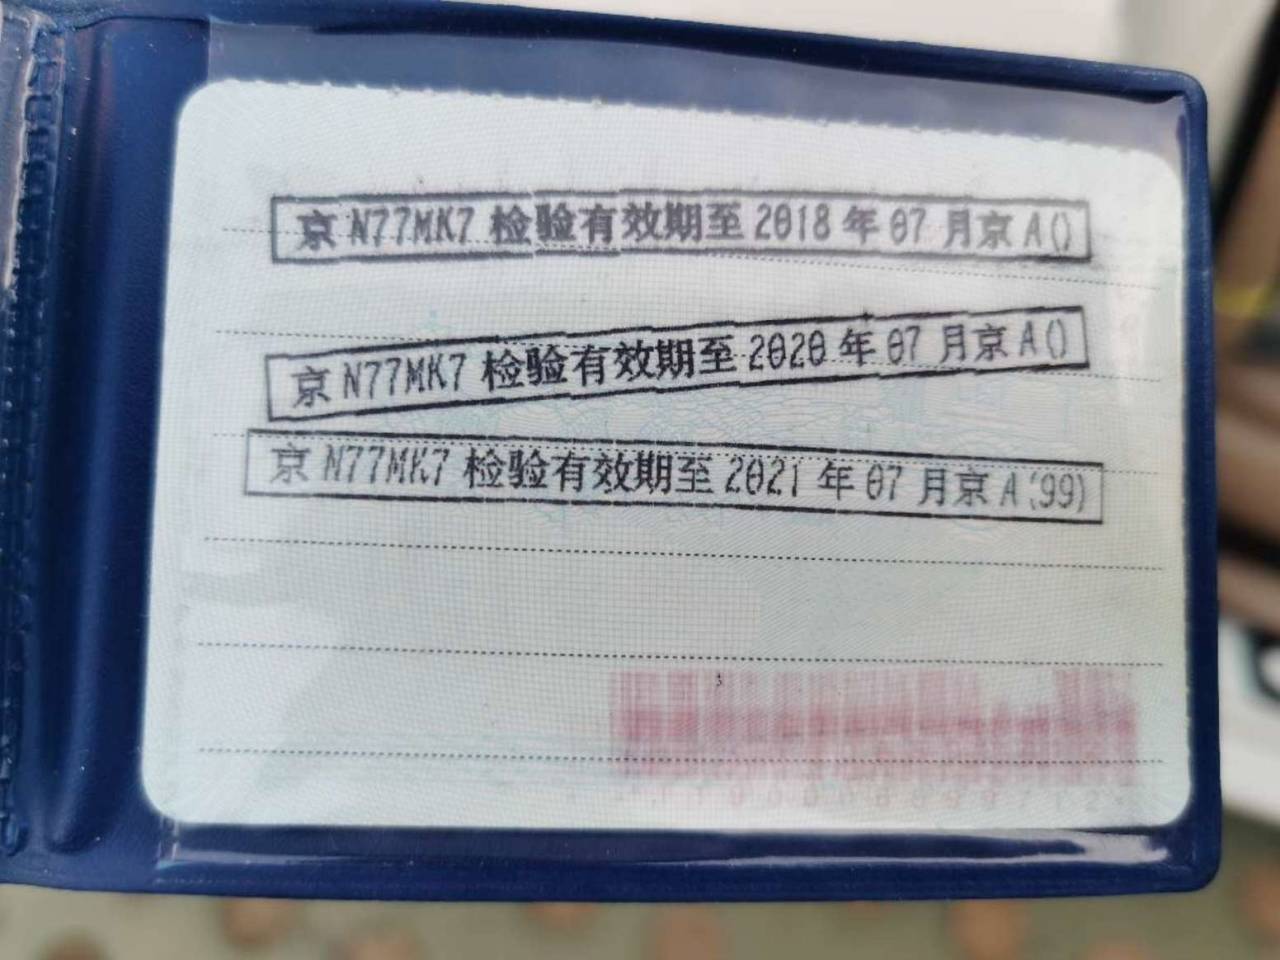 京 N77MK7 检验有效期至 2018 年 07 月京 A()
京 N77MK7 检验有效期至 2020 年 07 月京 A()
京 N77MK7 检验有效期至 2021 年 07 月京 A(99)